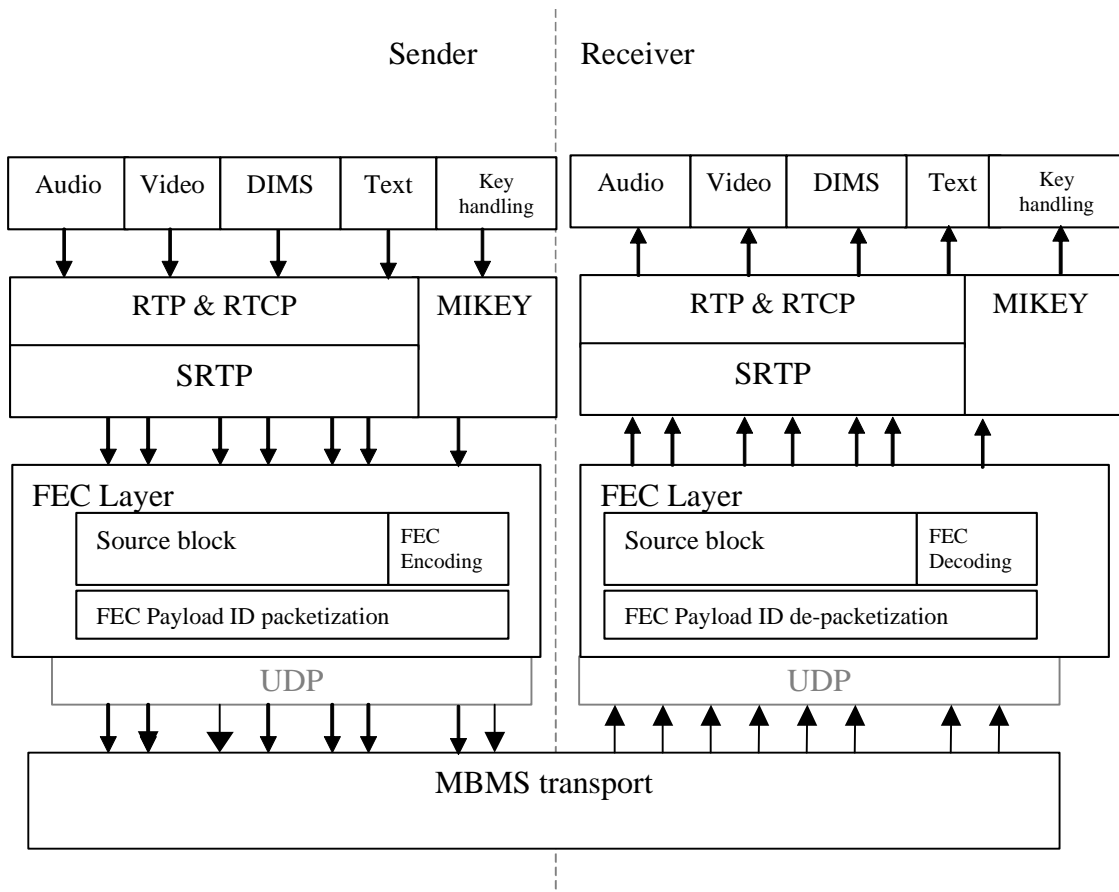 Sender Receiver
Audio Video DIMS Text Key handling Audio Video DIMS Text Key handling
RTP & RTCP MIKEY RTP & RTCP MIKEY
SRTP SRTP
FEC Layer FEC Layer
Source block FEC Encoding Source block FEC Decoding
FEC Payload ID packetization FEC Payload ID de-packetization
UDP UDP
MBMS transport